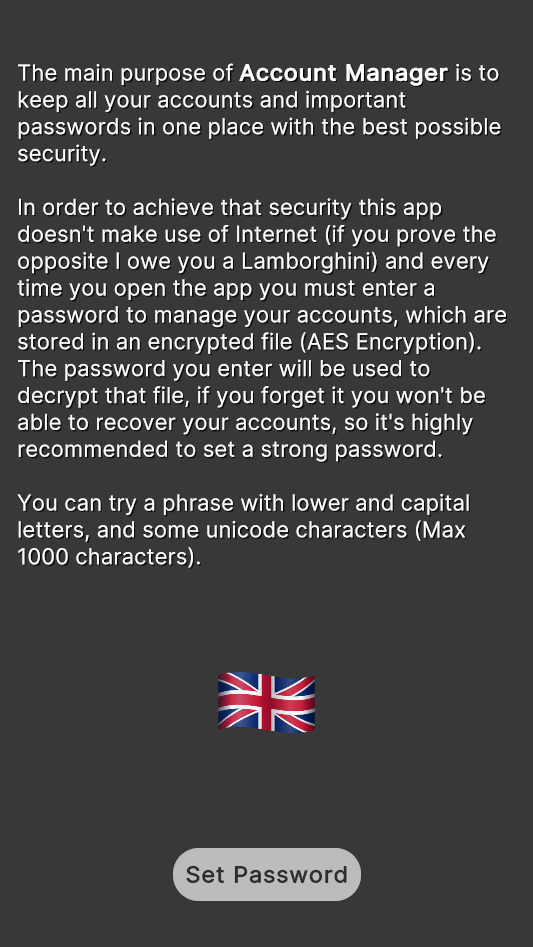 The main purpose of Account Manager is to
keep all your accounts and important
passwords in one place with the best possible
security.
In order to achieve that security this app
doesn't make use of Internet (if you prove the
opposite I owe you a Lamborghini) and every
time you open the app you must enter a
password to manage your accounts, which are
stored in an encrypted file (AES Encryption).
The password you enter will be used to
decrypt that file, if you forget it you won't be
able to recover your accounts, so it's highly
recommended to set a strong password.
You can try a phrase with lower and capital
letters, and some unicode characters (Max
1000 characters).
Set Password